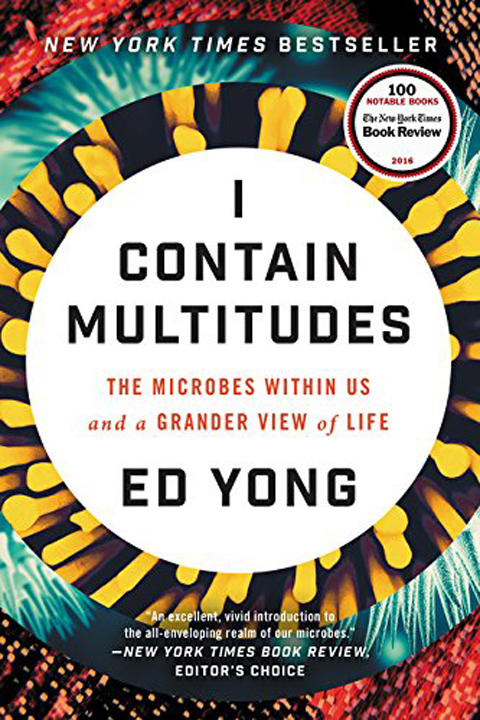 NEW YORK TIMES BESTSELLER
100
NOTABLE BOOKS
The New York Times
Book Review
2016
I
CONTAIN
MULTITUDES
THE MICROBES WITHIN US
and a GRANDER VIEW of LIFE
ED YONG
"An excellent, vivid introduction to
the all-enveloping realm of our microbes."
—NEW YORK TIMES BOOK REVIEW,
EDITOR'S CHOICE